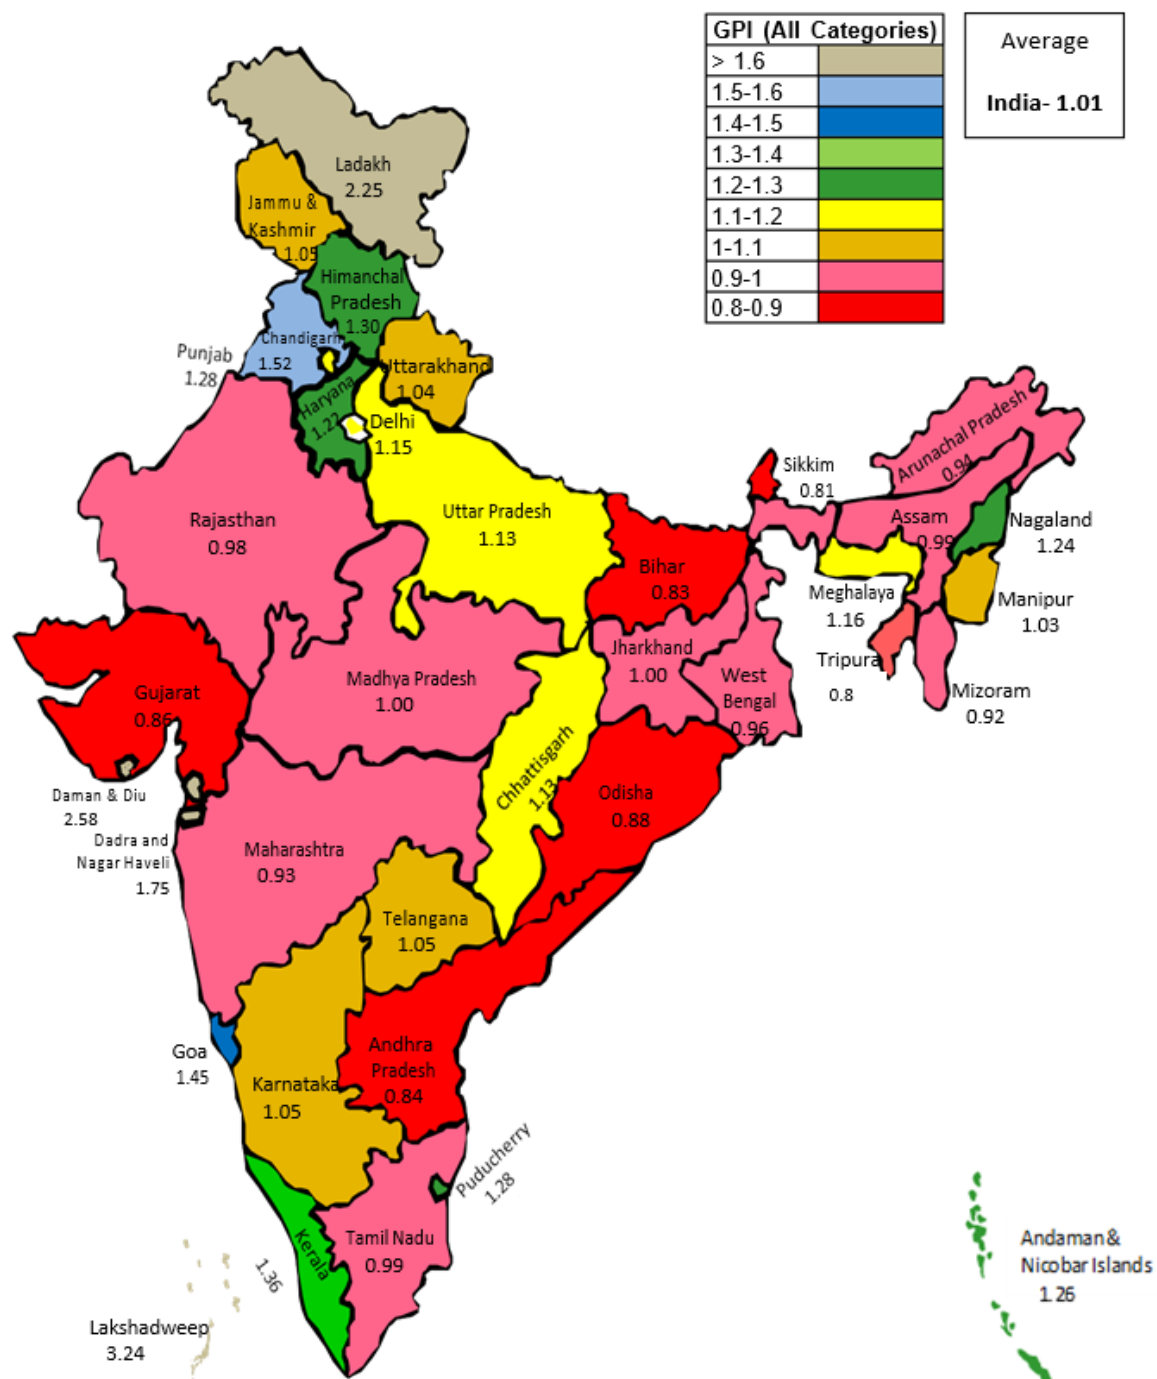 GPI (All Categories)
> 1.6
1.5-1.6
1.4-1.5
1.3-1.4
1.2-1.3
1.1-1.2
1-1.1
0.9-1
0.8-0.9
Average
India- 1.01
Ladakh
2.25
Jammu &
Kashmir
1.05
Himanchal
Pradesh
1.30
Chandigarh
1.52
Punjab
1.28
Uttarakhand
1.04
Haryana
1.22
Delhi
1.15
Rajasthan
0.98
Uttar Pradesh
1.13
Sikkim
0.81
Arunachal Pradesh
0.94
Assam
0.99
Nagaland
1.24
Bihar
0.83
Meghalaya
1.16
Manipur
1.03
Tripura
0.8
Mizoram
0.92
Jharkhand
1.00
West
Bengal
0.96
Gujarat
0.86
Madhya Pradesh
1.00
Chhattisgarh
1.13
Odisha
0.88
Daman & Diu
2.58
Dadra and
Nagar Haveli
1.75
Maharashtra
0.93
Telangana
1.05
Goa
1.45
Karnataka
1.05
Andhra
Pradesh
0.84
Puducherry
1.28
Kerala
1.36
Tamil Nadu
0.99
Lakshadweep
3.24
Andaman &
Nicobar Islands
1.26